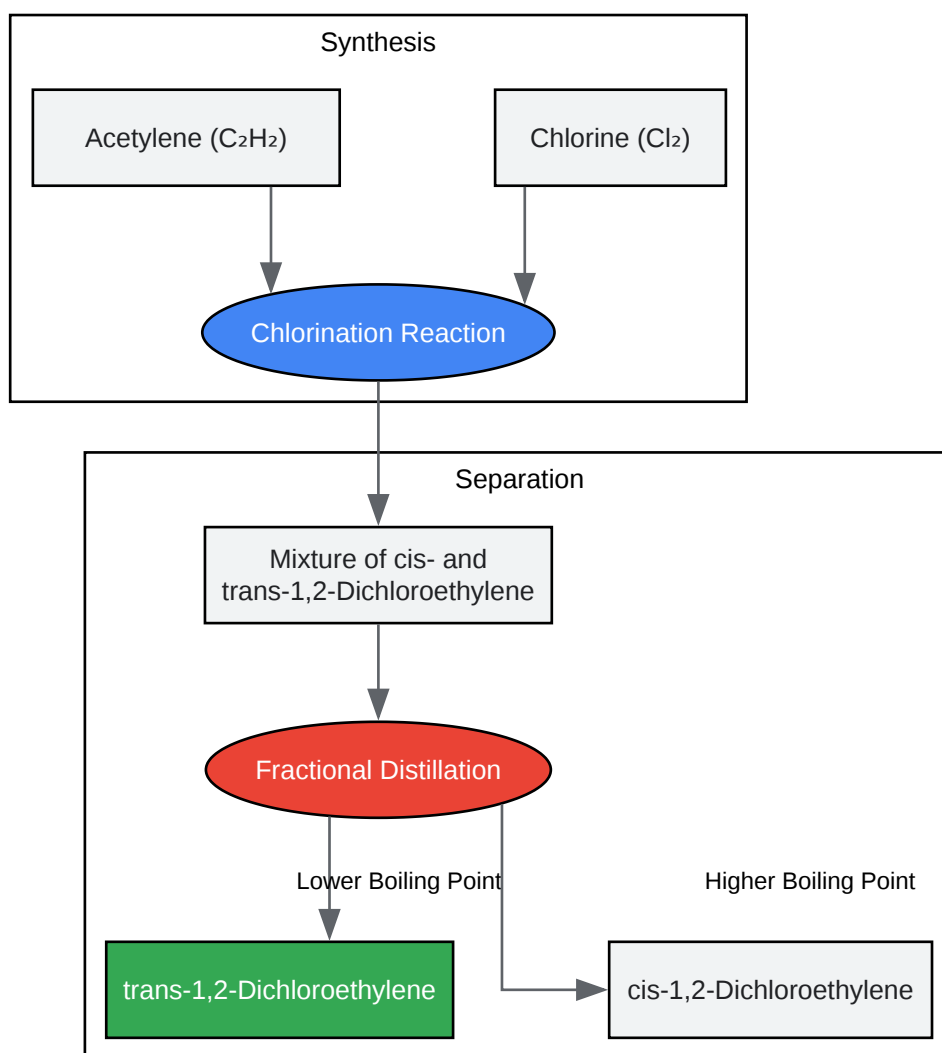 Synthesis
Acetylene (C₂H₂)
Chlorine (Cl₂)
Chlorination Reaction
Separation
Mixture of cis- and
trans-1,2-Dichloroethylene
Fractional Distillation
Lower Boiling Point
Higher Boiling Point
trans-1,2-Dichloroethylene
cis-1,2-Dichloroethylene